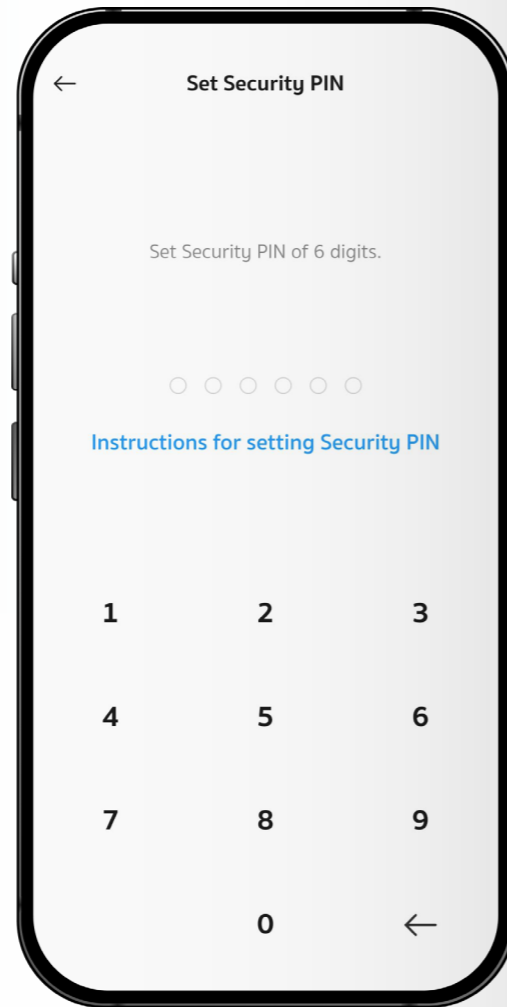 Set Security PIN
Set Security PIN of 6 digits.
Instructions for setting Security PIN
1 2 3
4 5 6
7 8 9
0